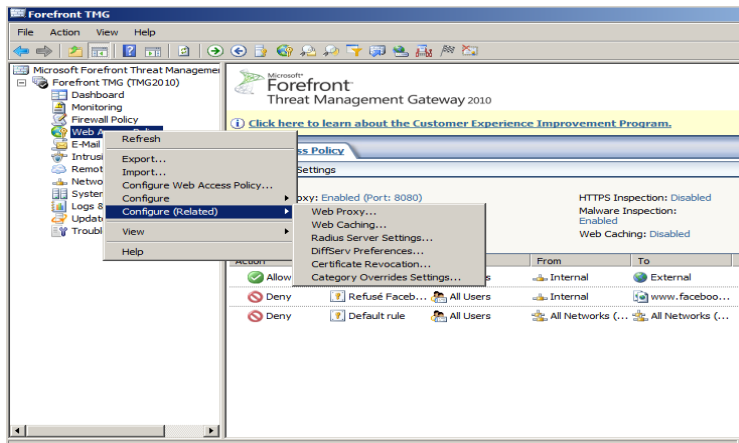 Forefront TMG
File Action View Help
Microsoft Forefront Threat Manageme
Forefront TMG (TMG2010)
Dashboard
Monitoring
Firewall Policy
Web A
E-Mail
Intrusi
Remot
Netwo
System
Logs &
Updat
Troubl
Refresh
Export...
Import...
Configure Web Access Policy...
Configure
Configure (Related)
View
Help
Web Proxy...
Web Caching...
Radius Server Settings...
DiffServ Preferences...
Certificate Revocation...
Category Overrides Settings...
Microsoft
Forefront
Threat Management Gateway 2010
Click here to learn about the Customer Experience Improvement Program.
ss Policy
Settings
oxy: Enabled (Port: 8080)
HTTPS Inspection: Disabled
Malware Inspection:
Enabled
Web Caching: Disabled
Action From To
Allow Internal External
Deny Refusé Faceb... All Users Internal www.faceboo...
Deny Default rule All Users All Networks (... All Networks (...